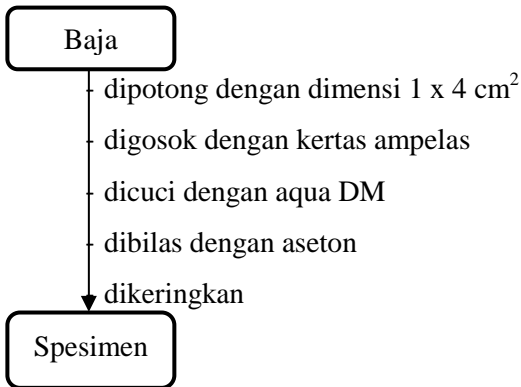 Baja
- dipotong dengan dimensi 1 x 4 cm²
- digosok dengan kertas ampelas
- dicuci dengan aqua DM
- dibilas dengan aseton
- dikeringkan
Spesimen